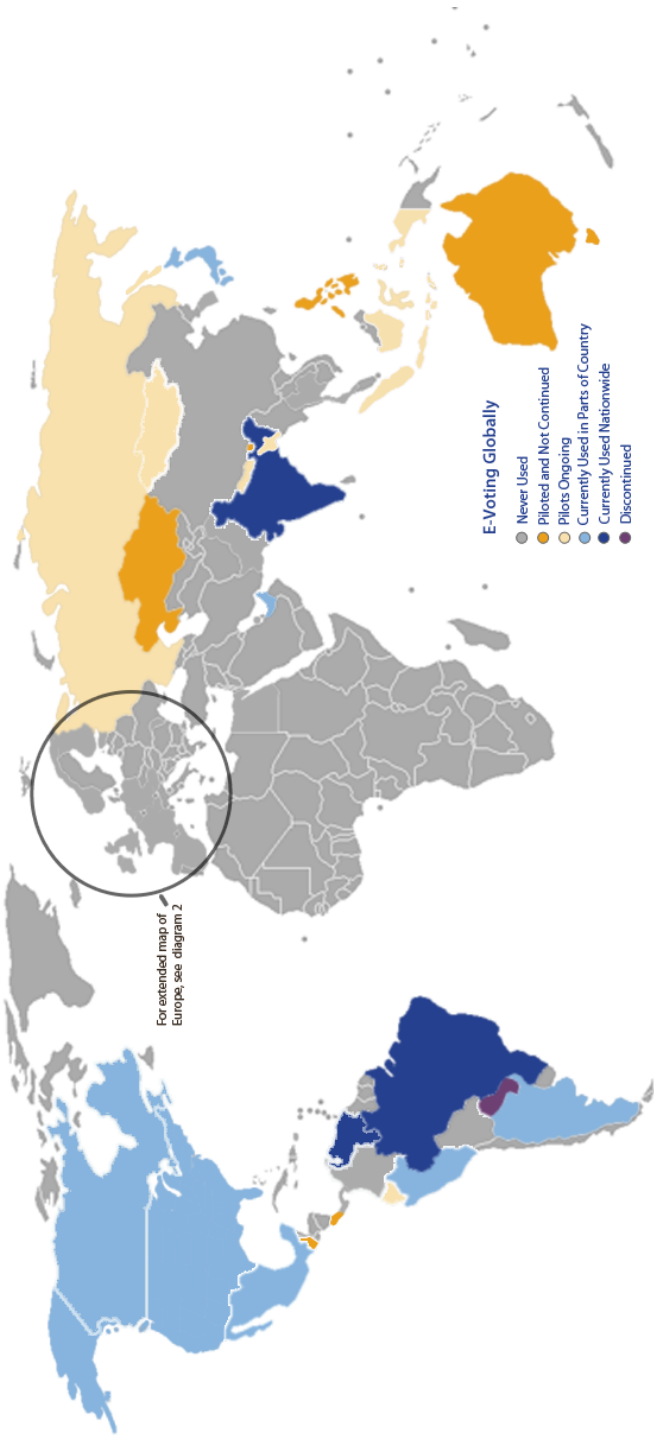 For extended map of
Europe, see diagram 2
E-Voting Globally
Never Used
Piloted and Not Continued
Pilots Ongoing
Currently Used in Parts of Country
Currently Used Nationwide
Discontinued